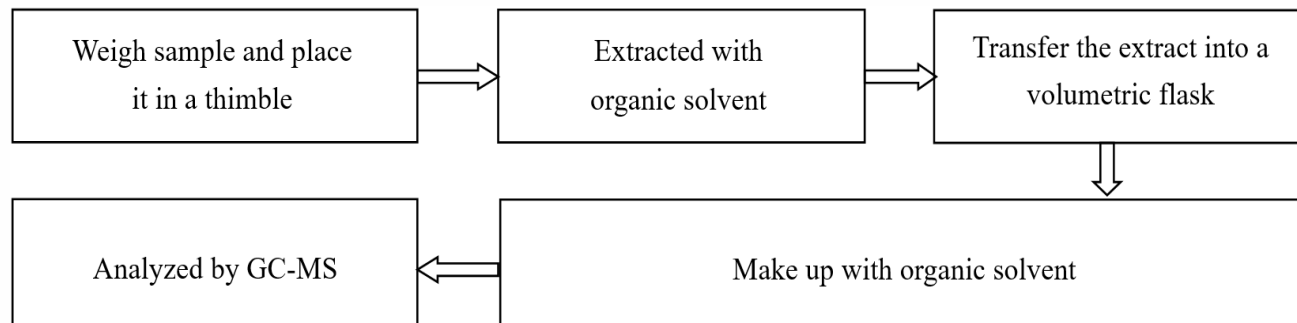 Weigh sample and place
it in a thimble
Extracted with
organic solvent
Transfer the extract into a
volumetric flask
Make up with organic solvent
Analyzed by GC-MS